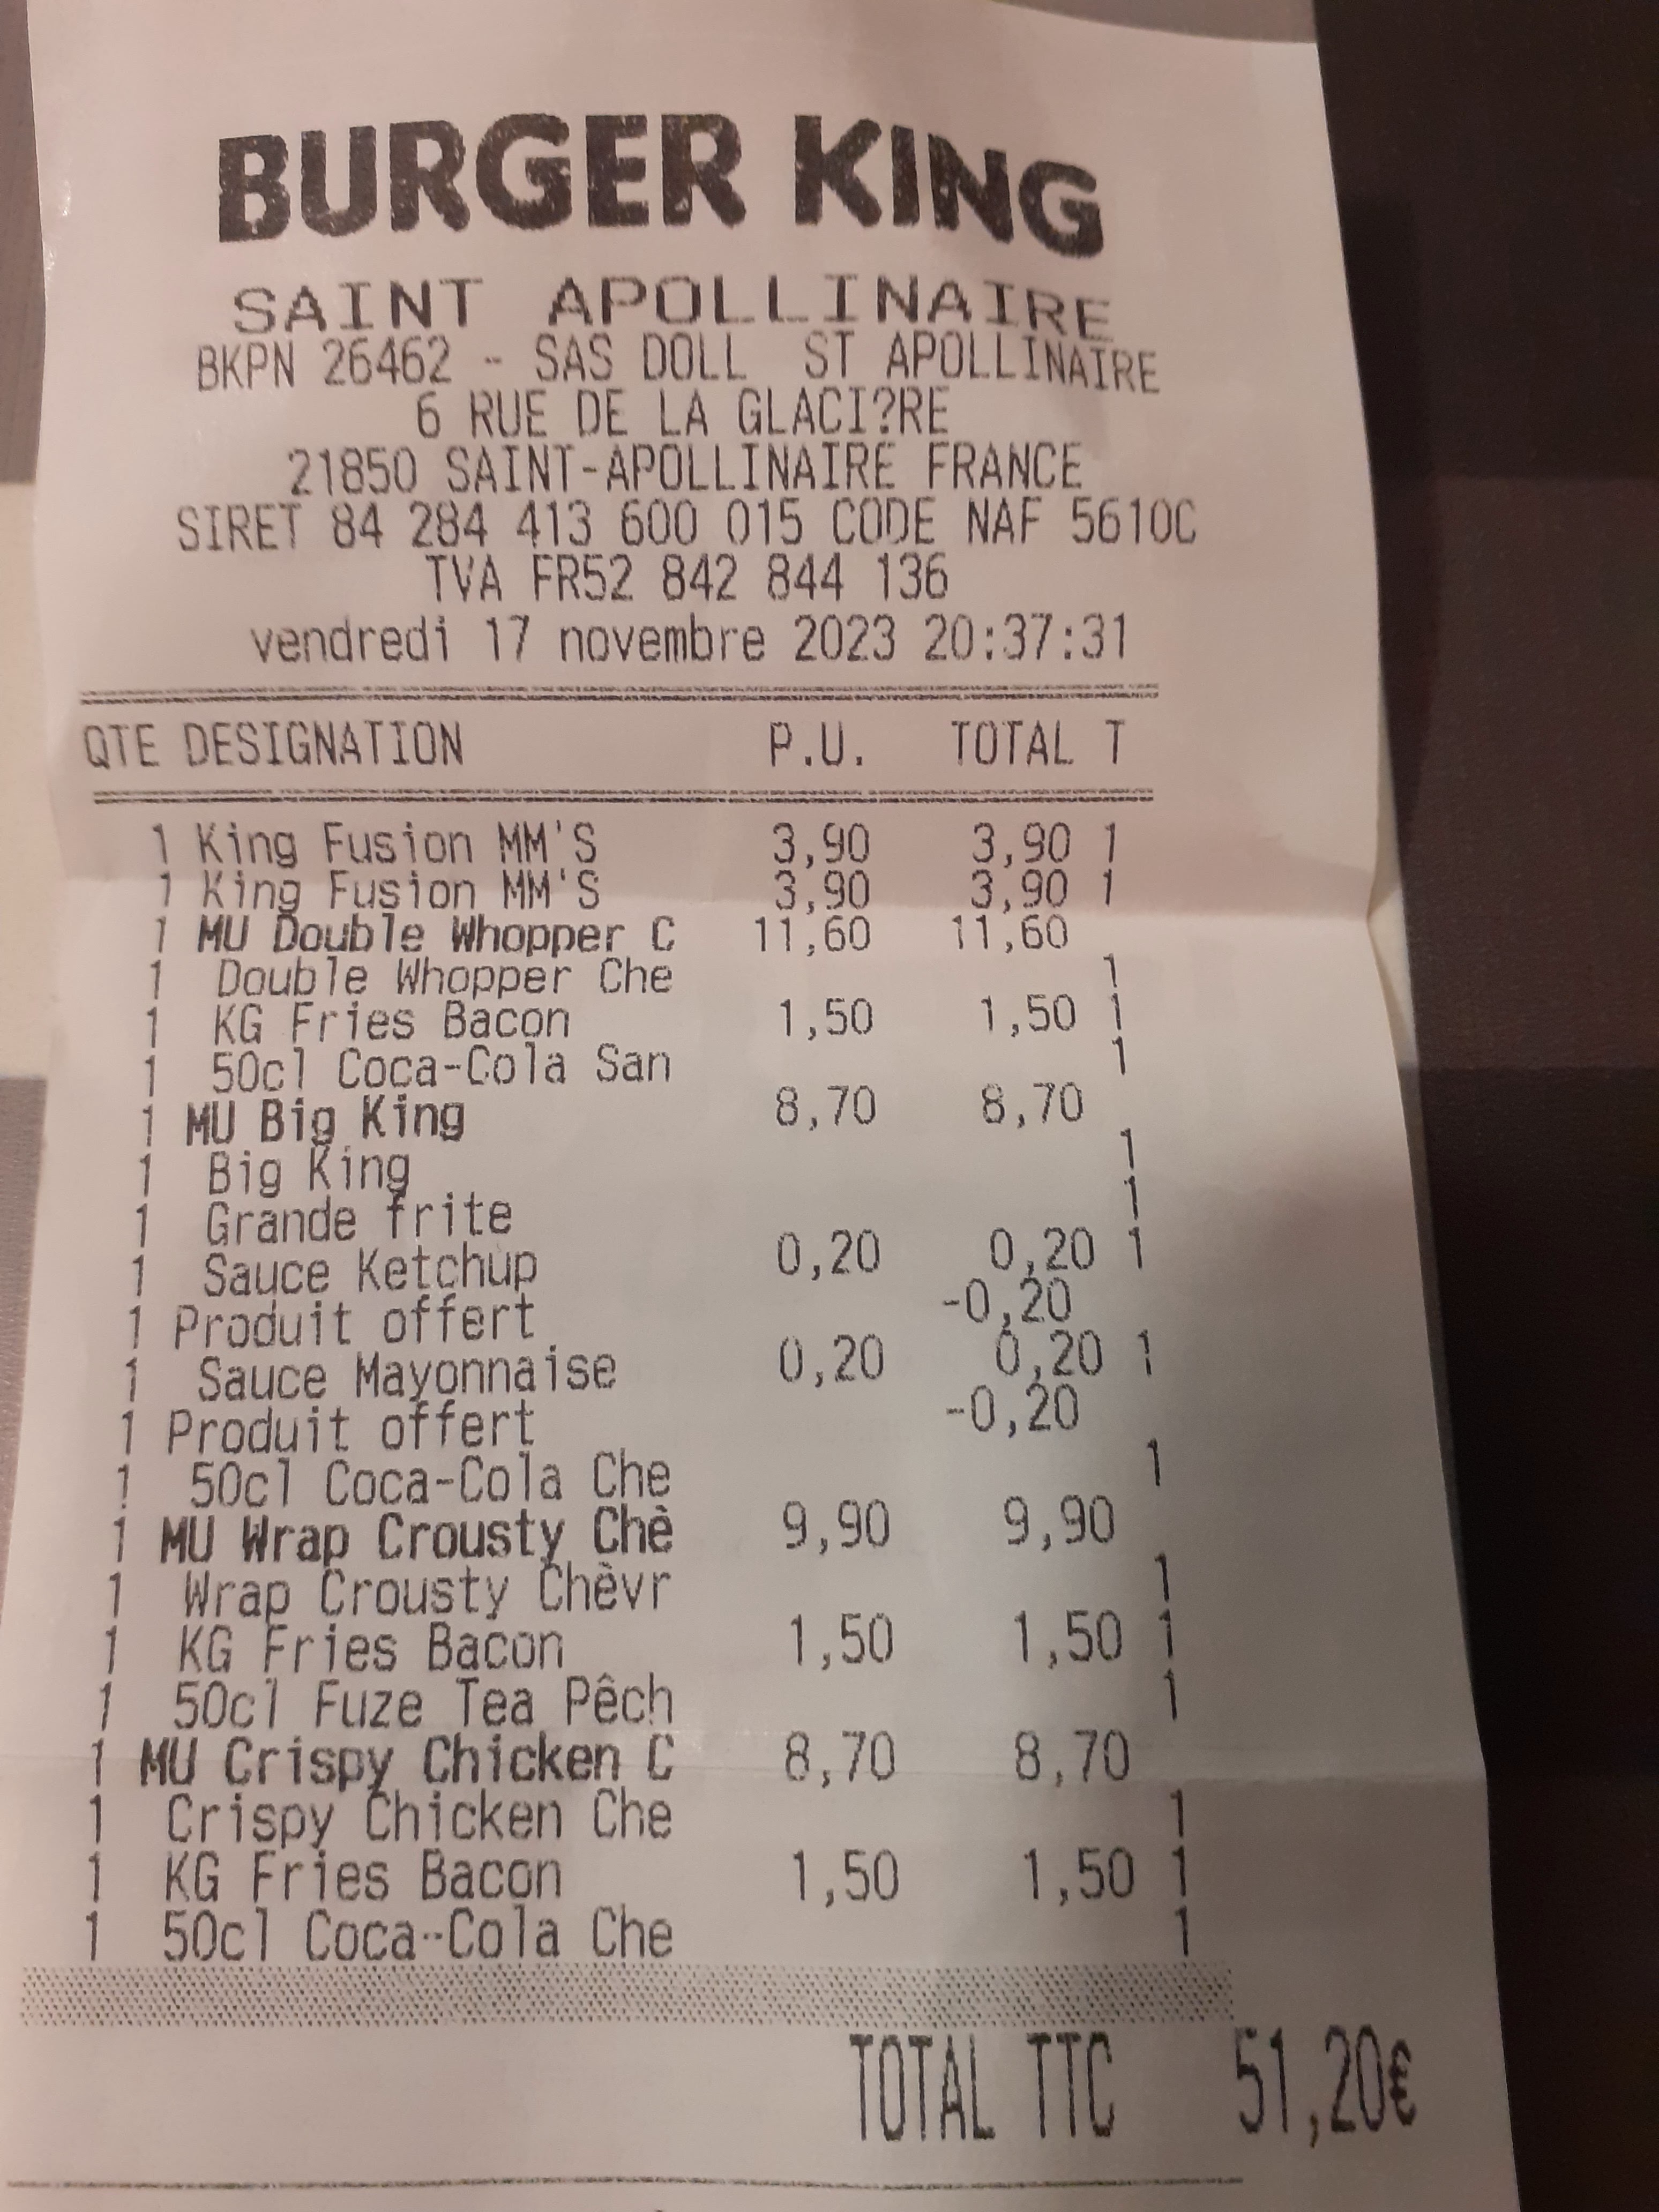 BURGER KING
SAINT APOLLINAIRE
BKPN 26462 - SAS DOLL ST APOLLINAIRE
6 RUE DE LA GLACI?RE
21850 SAINT-APOLLINAIRE FRANCE
SIRET 84 284 413 600 015 CODE NAF 5610C
TVA FR52 842 844 136
vendredi 17 novembre 2023 20:37:31
QTE DESIGNATION P.U. TOTAL T
1 King Fusion MM'S 3,90 3,90 1
1 King Fusion MM'S 3,90 3,90 1
1 MU Double Whopper C 11,60 11,60
1 Double Whopper Che 1
1 KG Fries Bacon 1,50 1,50 1
1 50cl Coca-Cola San 1
1 MU Big King 8,70 8,70
1 Big King 1
1 Grande frite 1
1 Sauce Ketchup 0,20 0,20 1
1 Produit offert -0,20
1 Sauce Mayonnaise 0,20 0,20 1
1 Produit offert -0,20
1 50cl Coca-Cola Che 1
1 MU Wrap Crousty Chè 9,90 9,90
1 Wrap Crousty Chèvr 1
1 KG Fries Bacon 1,50 1,50 1
1 50cl Fuze Tea Pêch 1
1 MU Crispy Chicken C 8,70 8,70
1 Crispy Chicken Che 1
1 KG Fries Bacon 1,50 1,50 1
1 50cl Coca-Cola Che 1
TOTAL TTC 51,20€